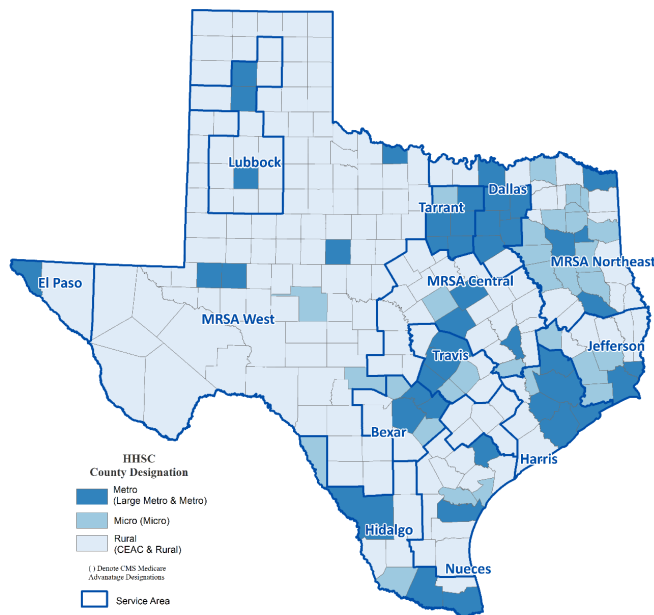 Lubbock
Dallas
Tarrant
MRSA Northeast
El Paso
MRSA Central
MRSA West
Jefferson
Travis
Bexar
Harris
Hidalgo
Nueces
HHSC
County Designation
Metro
(Large Metro & Metro)
Micro (Micro)
Rural
(CEAC & Rural)
( ) Denote CMS Medicare
Advanatage Designations
Service Area